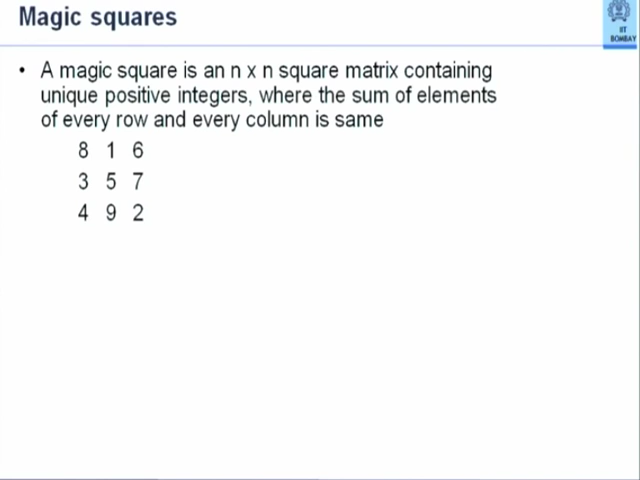 Magic squares
IIT
BOMBAY
• A magic square is an n x n square matrix containing
unique positive integers, where the sum of elements
of every row and every column is same
8 1 6
3 5 7
4 9 2